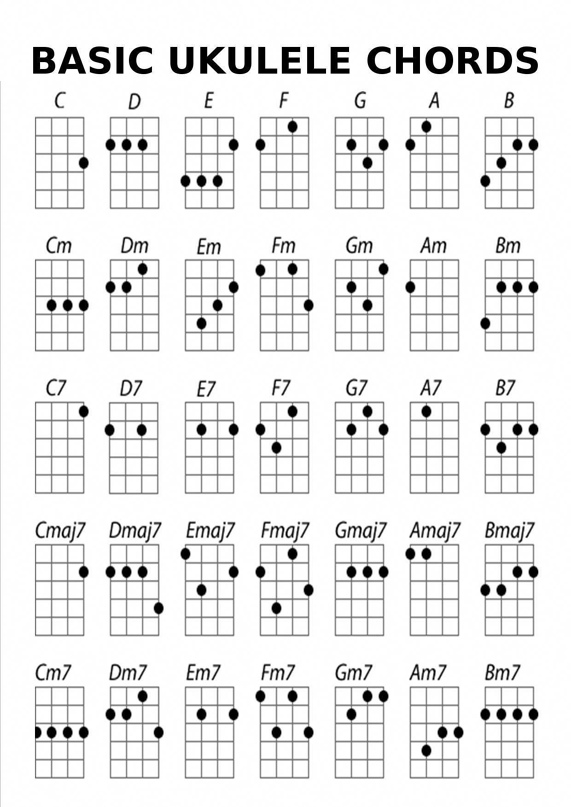 BASIC UKULELE CHORDS
C D E F G A B
Cm Dm Em Fm Gm Am Bm
C7 D7 E7 F7 G7 A7 B7
Cmaj7 Dmaj7 Emaj7 Fmaj7 Gmaj7 Amaj7 Bmaj7
Cm7 Dm7 Em7 Fm7 Gm7 Am7 Bm7